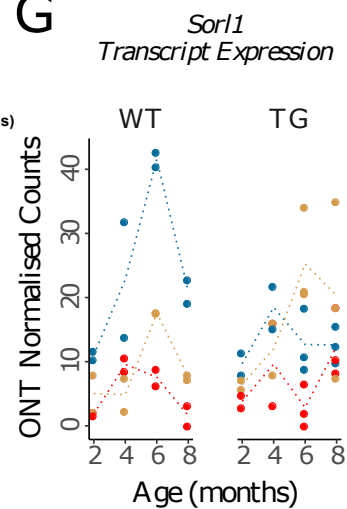 G
Sorl1
Transcript Expression
s)
WT TG
ONT Normalised Counts
40
30
20
10
0
2 4 6 8 2 4 6 8
Age (months)